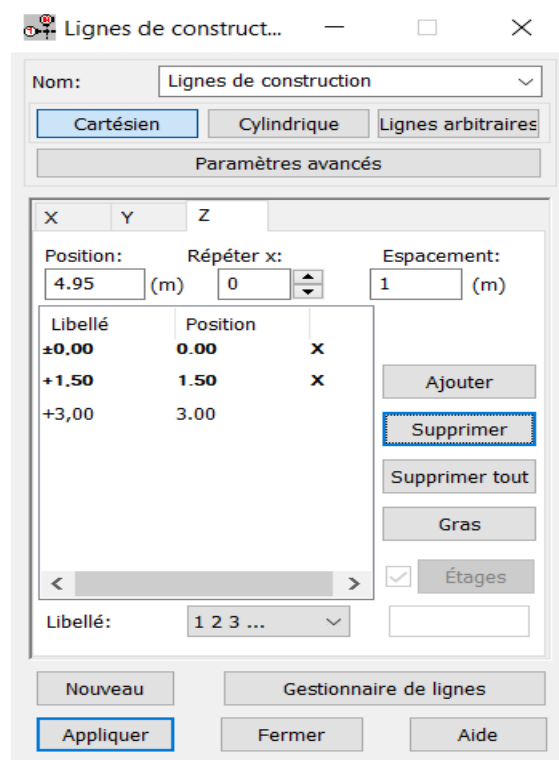 Lignes de construct...
Nom: Lignes de construction
Cartésien Cylindrique Lignes arbitraires
Paramètres avancés
X Y Z
Position: Répéter x: Espacement:
4.95 (m) 0 1 (m)
Libellé Position
±0,00 0.00 X
+1,50 1.50 X
+3,00 3.00
Ajouter
Supprimer
Supprimer tout
Gras
Étages
Libellé: 1 2 3 ...
Nouveau Gestionnaire de lignes
Appliquer Fermer Aide